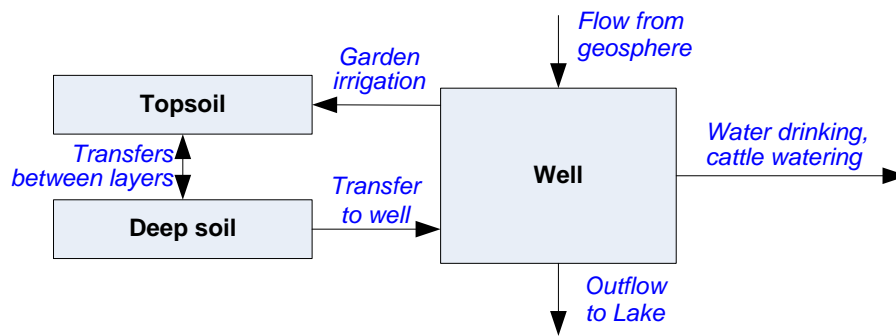 Flow from
geosphere
Garden
irrigation
Topsoil
Water drinking,
cattle watering
Transfers
between layers
Transfer
to well
Well
Deep soil
Outflow
to Lake